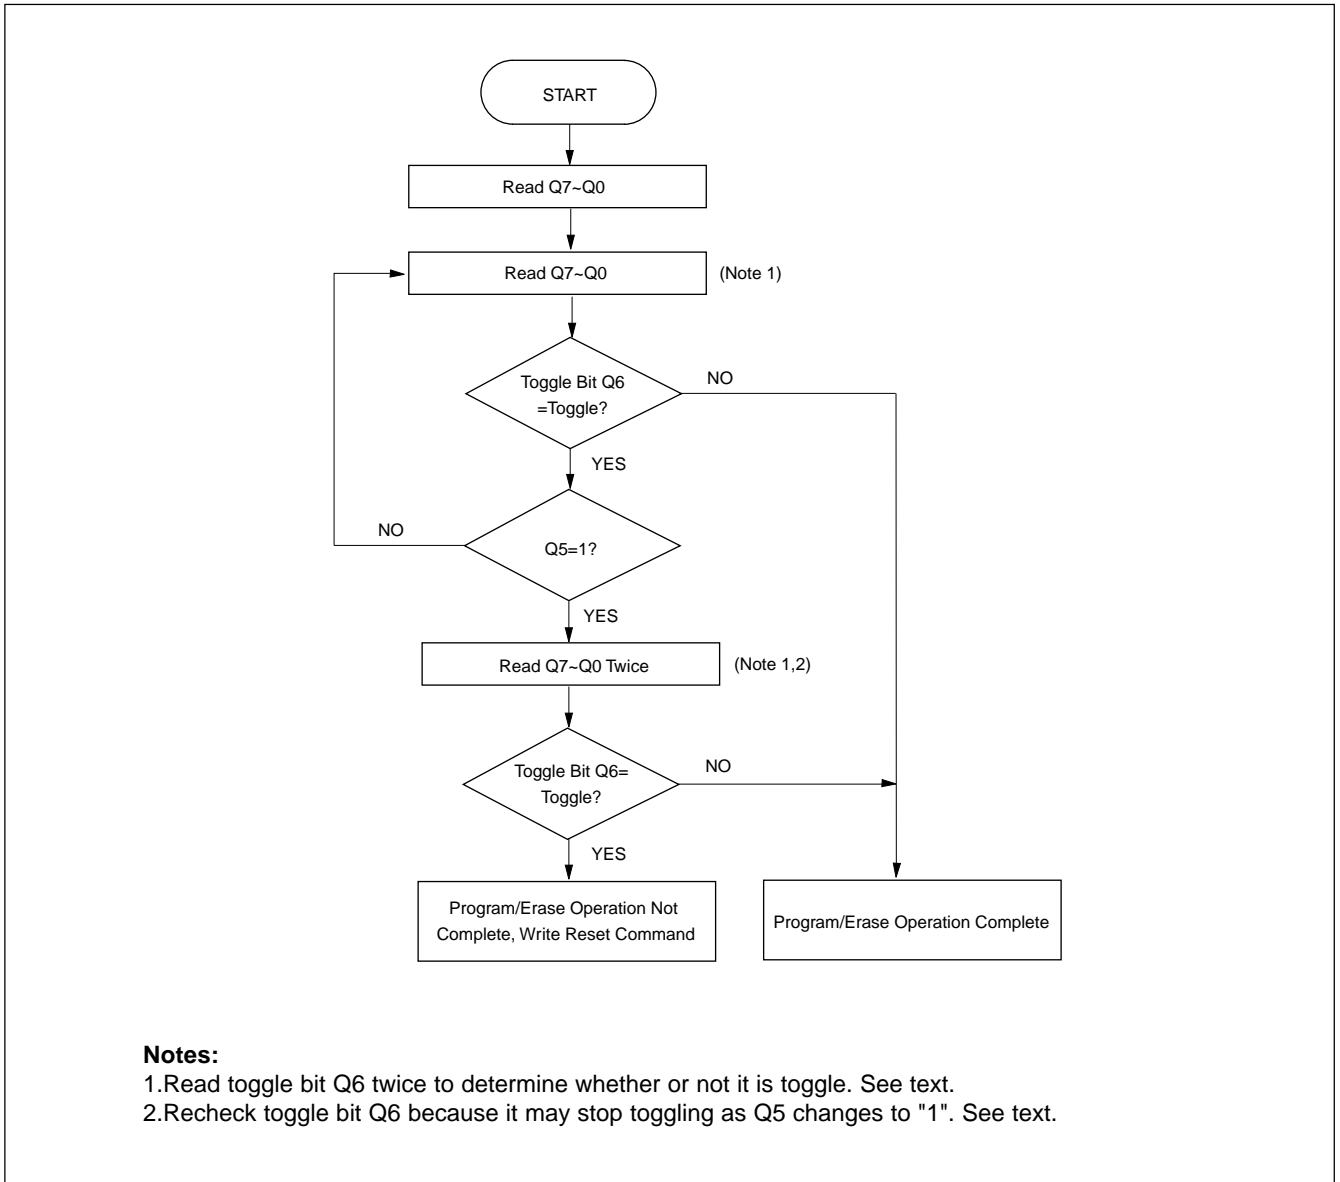 START
Read Q7~Q0
Read Q7~Q0
(Note 1)
Toggle Bit Q6
=Toggle?
NO
YES
NO
Q5=1?
YES
Read Q7~Q0 Twice
(Note 1,2)
Toggle Bit Q6=
Toggle?
NO
YES
Program/Erase Operation Not
Complete, Write Reset Command
Program/Erase Operation Complete
Notes:
1.Read toggle bit Q6 twice to determine whether or not it is toggle. See text.
2.Recheck toggle bit Q6 because it may stop toggling as Q5 changes to "1". See text.